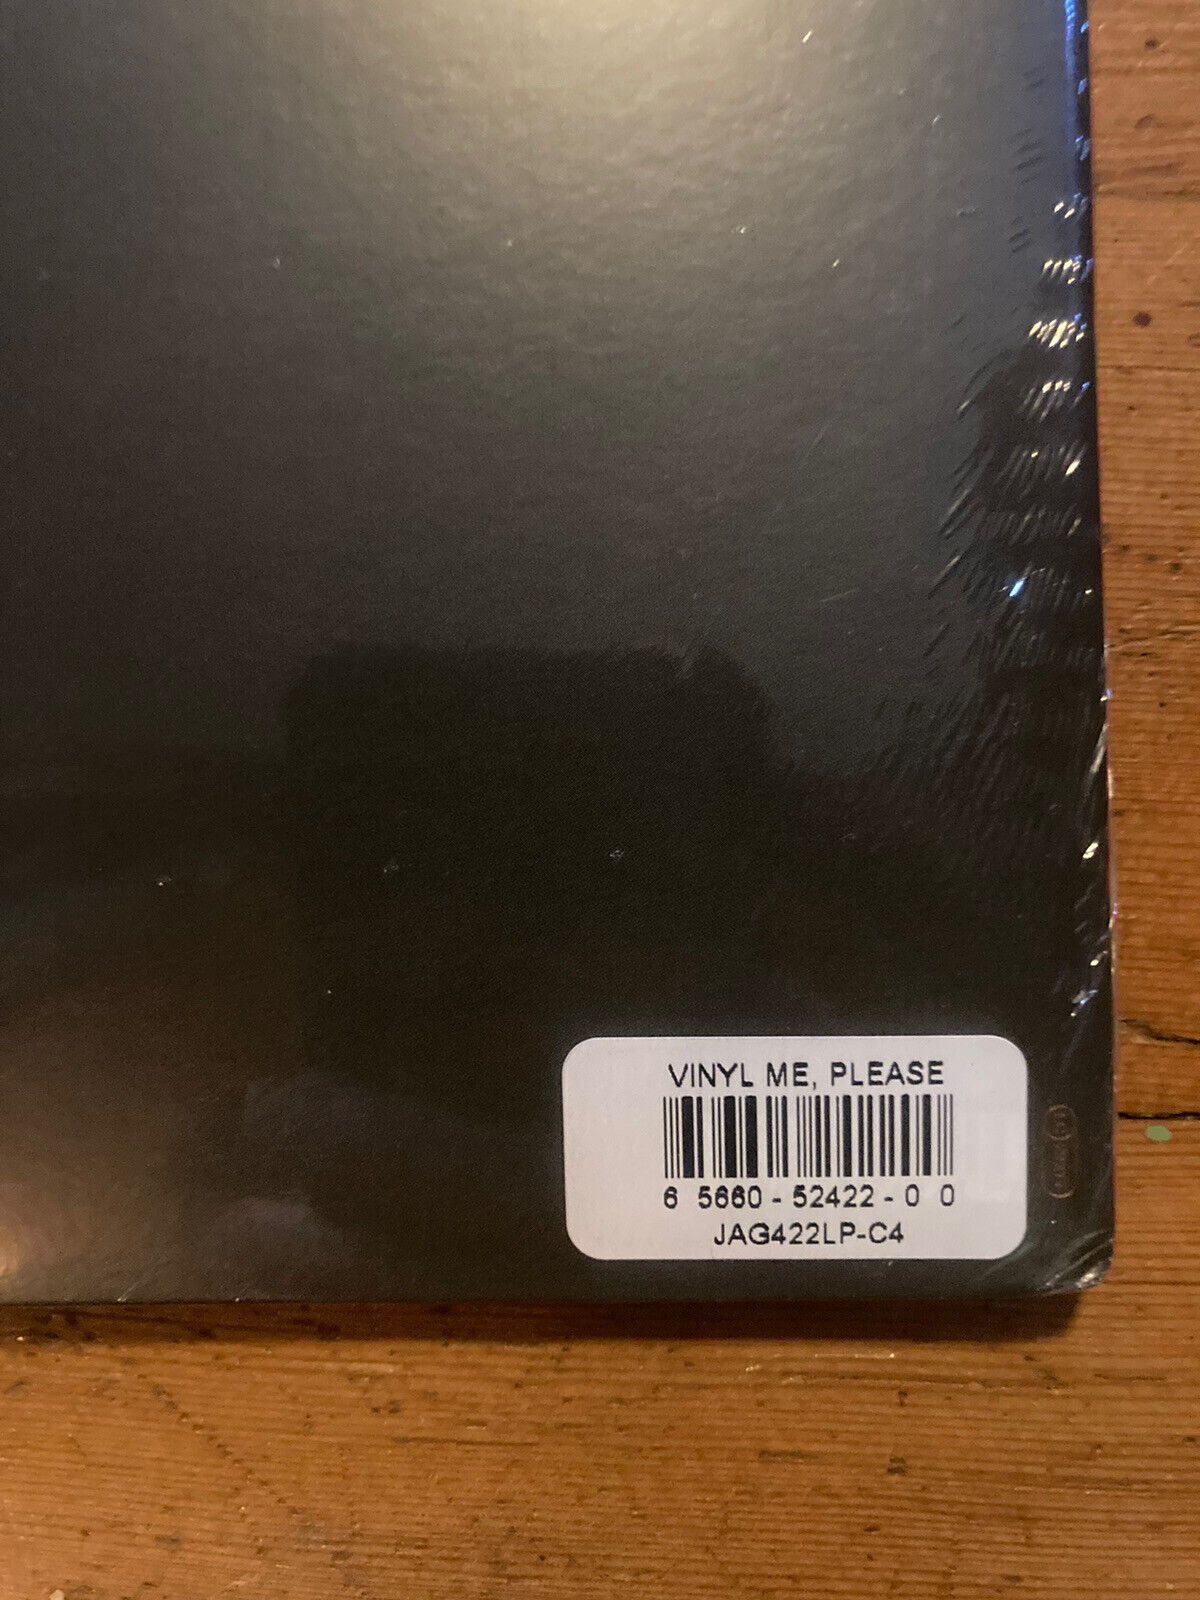 VINYL ME, PLEASE
6 5660 - 52422 - 0 0
JAG422LP-C4